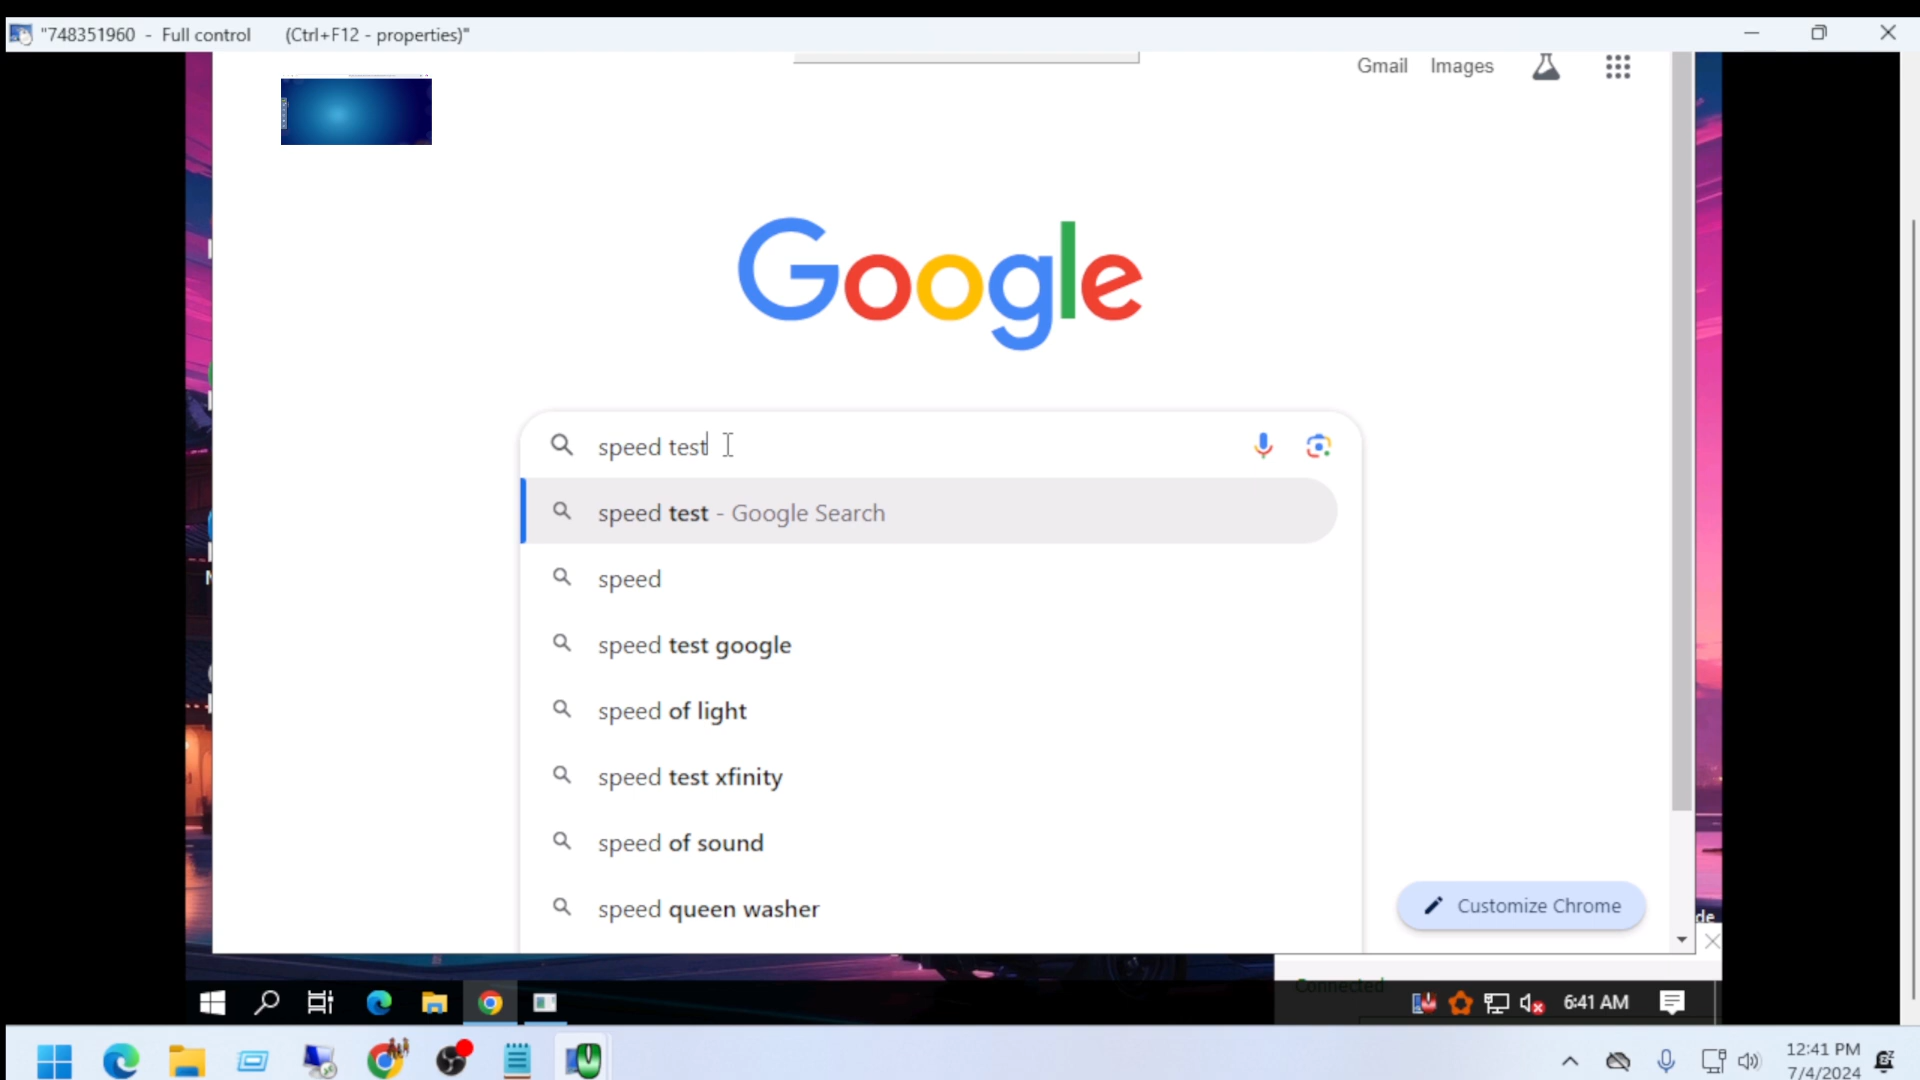 "748351960 - Full control (Ctrl+F12 - properties)"
Gmail Images
Google
speed test
speed test - Google Search
speed
speed test google
speed of light
speed test xfinity
speed of sound
speed queen washer
Customize Chrome
de
Connected
6:41 AM
12:41 PM
7/4/2024